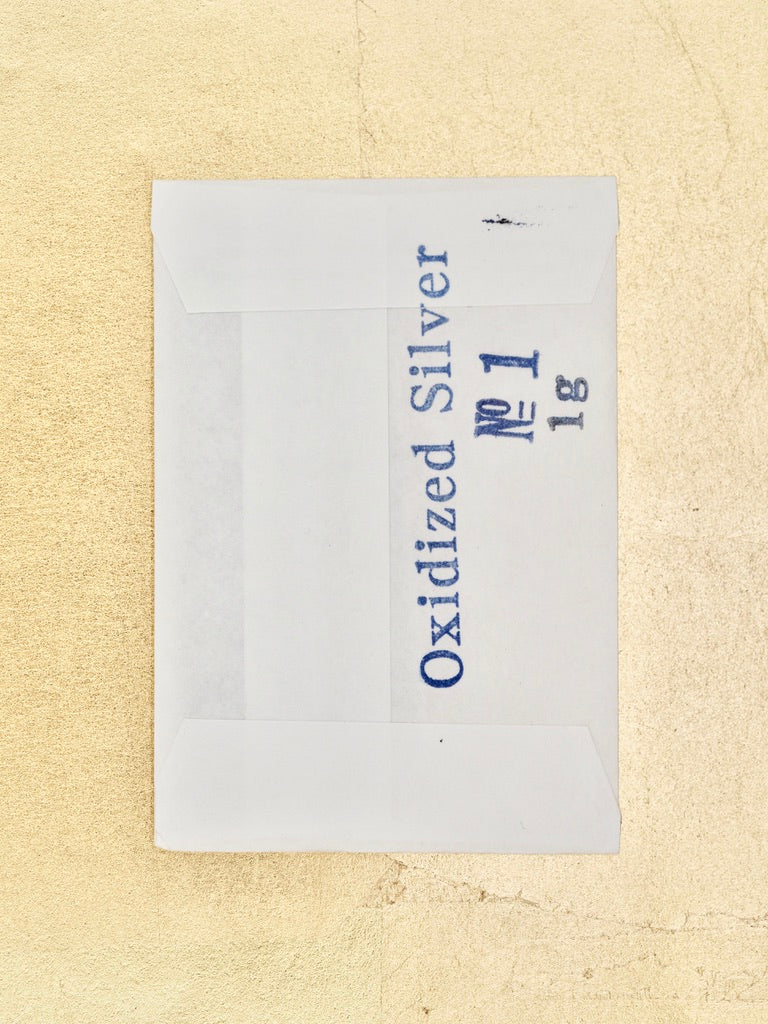 Oxidized Silver
№ 1
1g